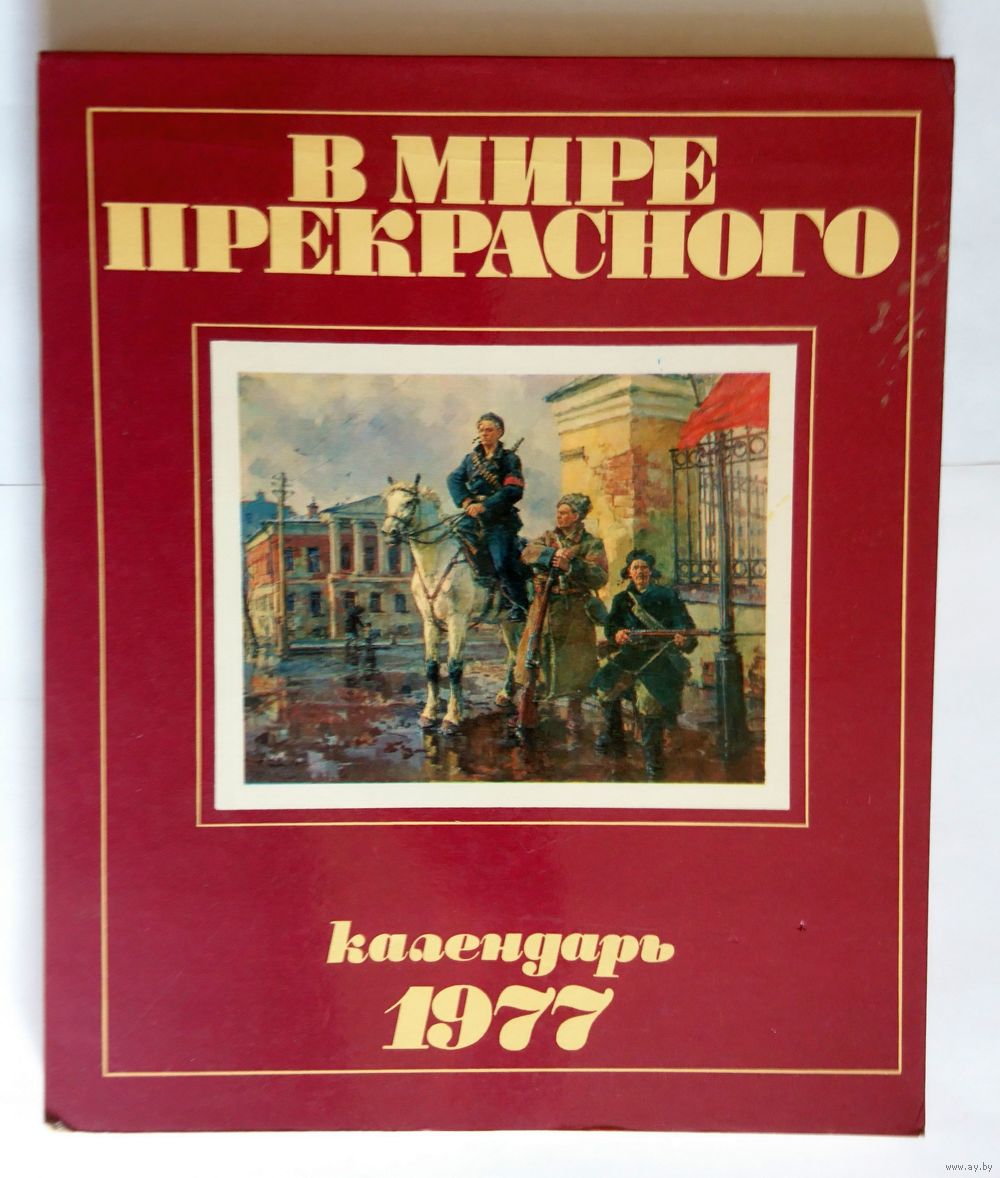 В МИРЕ
ПРЕКРАСНОГО
календарь
1977
www.ay.by